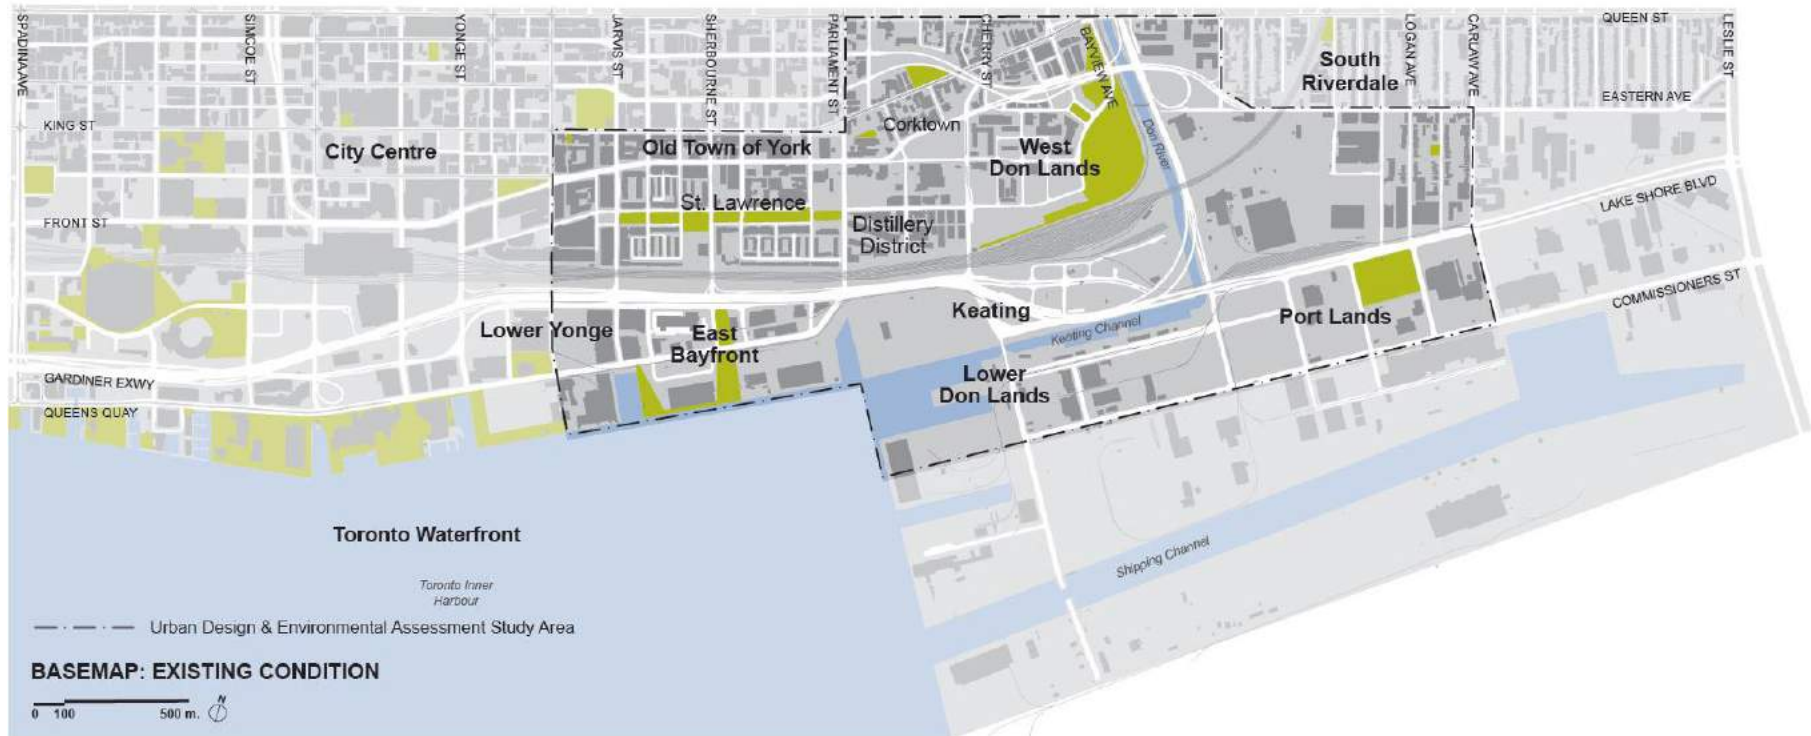 SPADINA AVE
SIMCOE ST
YONGE ST
JARVIS ST
SHERBOURNE ST
PARLIAMENT ST
CHERRY ST
BAYVIEW AVE
LOGAN AVE
CARLAW AVE
QUEEN ST
LESLIE ST
South
Riverdale
EASTERN AVE
KING ST
City Centre
Old Town of York
Corktown
West
Don Lands
Don River
FRONT ST
St. Lawrence
Distillery
District
LAKE SHORE BLVD
COMMISSIONERS ST
Lower Yonge
East
Bayfront
Keating
Keating Channel
Port Lands
Lower
Don Lands
GARDINER EXWY
QUEENS QUAY
Toronto Waterfront
Toronto Inner
Harbour
Shipping Channel
Urban Design & Environmental Assessment Study Area
BASEMAP: EXISTING CONDITION
0 100 500 m.
N